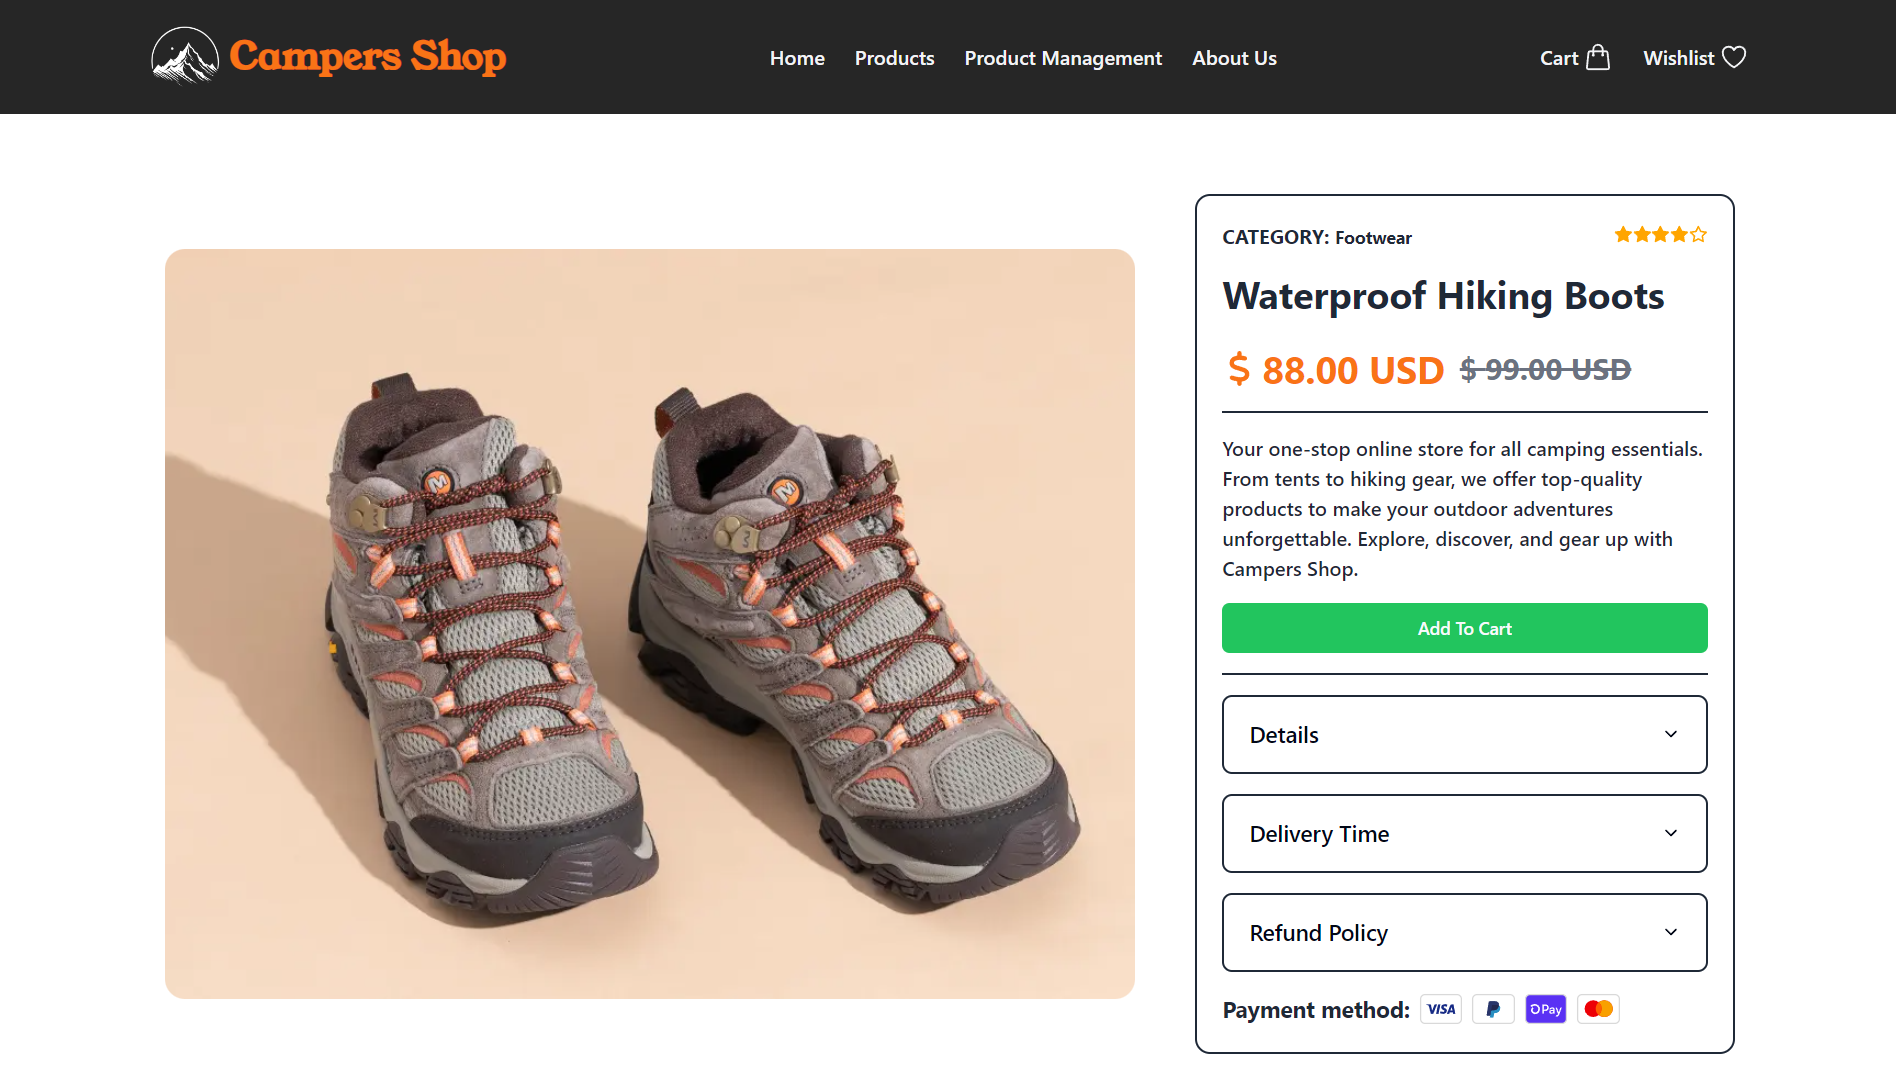 Campers Shop
Home Products Product Management About Us
Cart Wishlist
CATEGORY: Footwear
Waterproof Hiking Boots
$ 88.00 USD $ 99.00 USD
Your one-stop online store for all camping essentials.
From tents to hiking gear, we offer top-quality
products to make your outdoor adventures
unforgettable. Explore, discover, and gear up with
Campers Shop.
Add To Cart
Details
Delivery Time
Refund Policy
Payment method: VISA P Pay
M
M